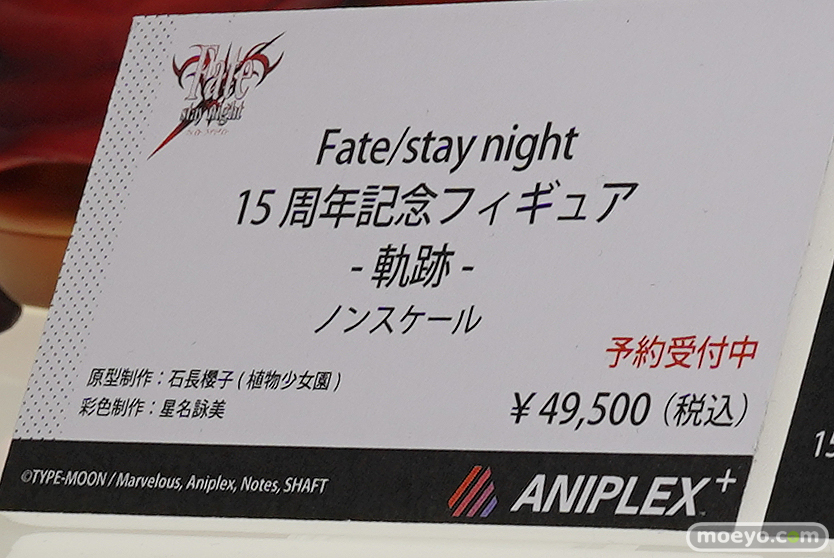 Fate
stay night
Fate/stay night
15周年記念フィギュア
- 軌跡 -
ノンスケール
予約受付中
原型制作：石長櫻子(植物少女園)
彩色制作：星名詠美
¥49,500（税込）
©TYPE-MOON / Marvelous, Aniplex, Notes, SHAFT
ANIPLEX+
15
moeyo.com